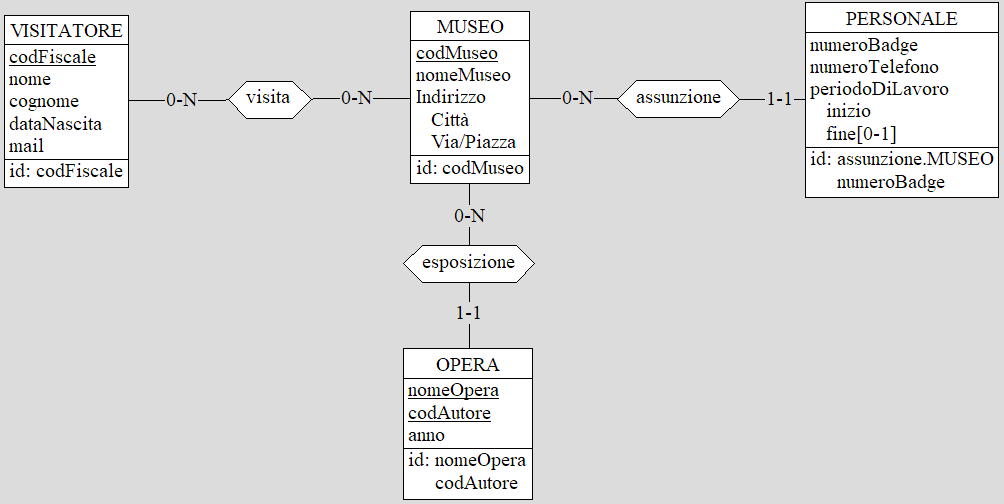 VISITATORE
codFiscale
nome
cognome
dataNascita
mail
id: codFiscale
0-N
visita
0-N
MUSEO
codMuseo
nomeMuseo
Indirizzo
Città
Via/Piazza
id: codMuseo
0-N
assunzione
1-1
PERSONALE
numeroBadge
numeroTelefono
periodoDiLavoro
inizio
fine[0-1]
id: assunzione.MUSEO
numeroBadge
0-N
esposizione
1-1
OPERA
nomeOpera
codAutore
anno
id: nomeOpera
codAutore